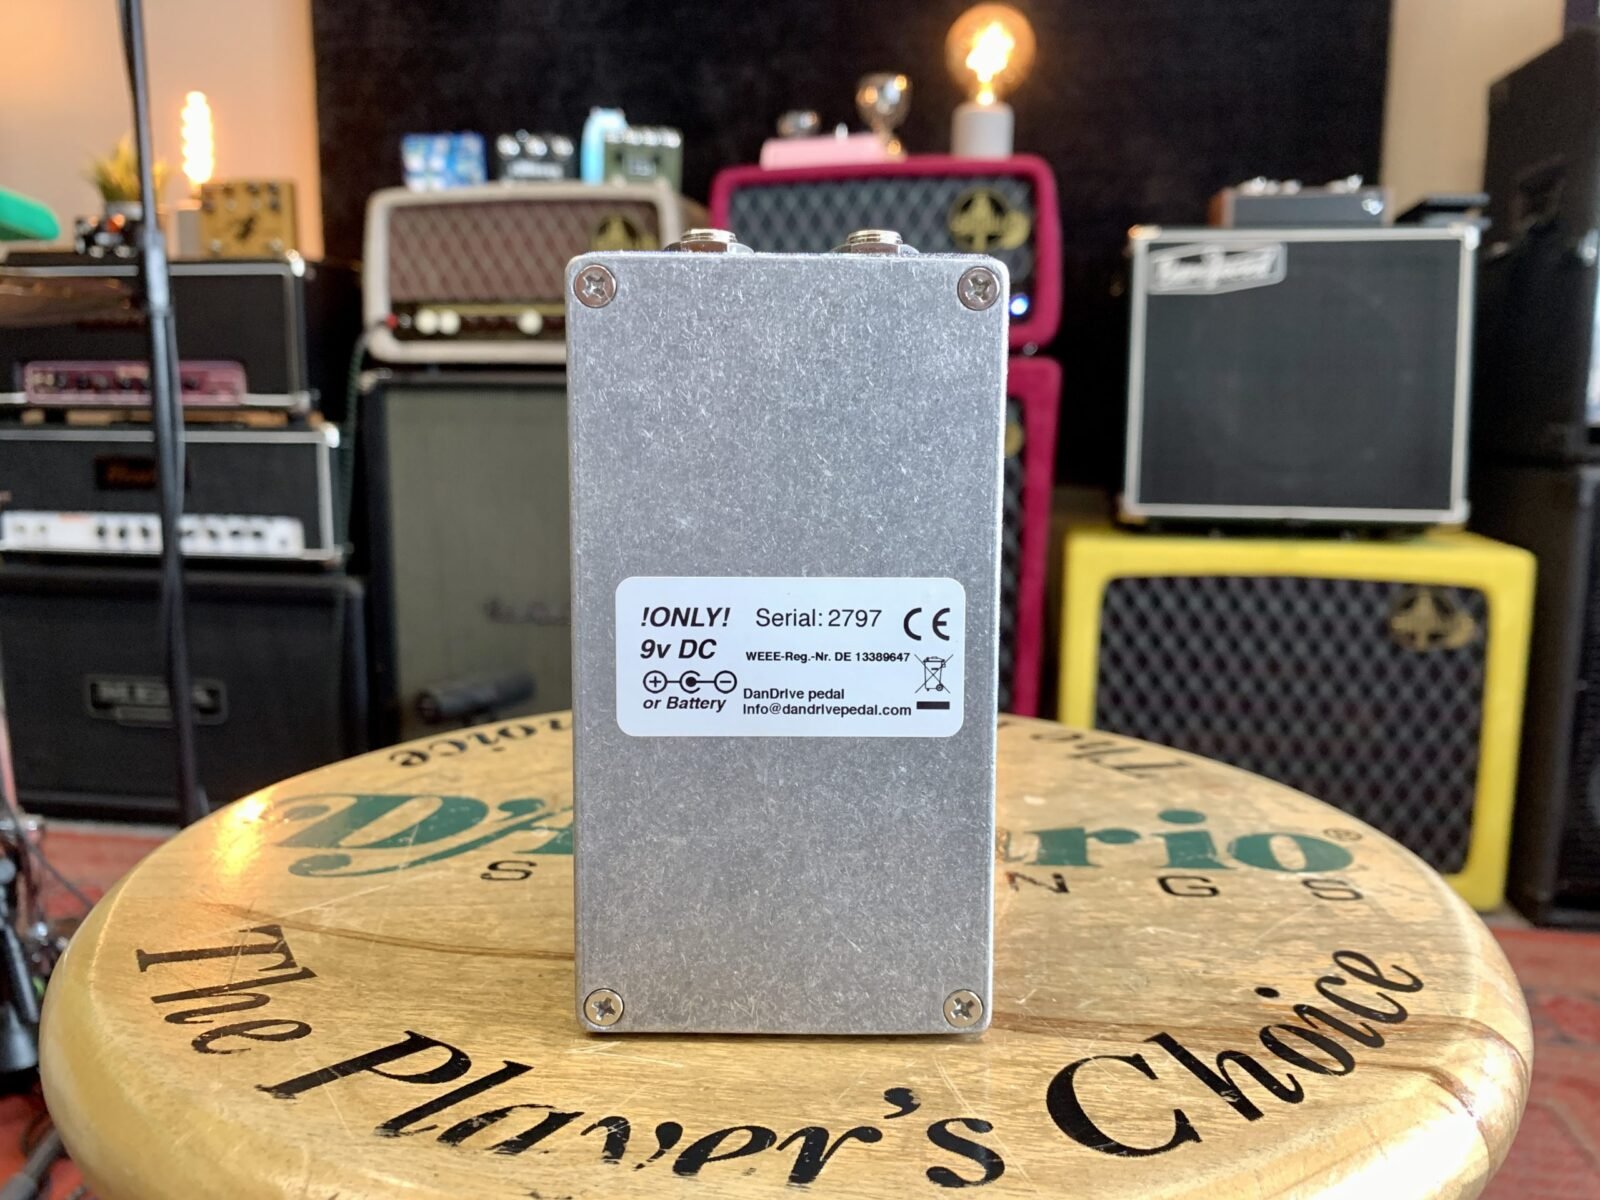 !ONLY!
9v DC
or Battery
Serial: 2797
CE
WEEE-Reg.-Nr. DE 13389647
DanDrive pedal
Info@dandrivepedal.com
MESA
The Player's Choice